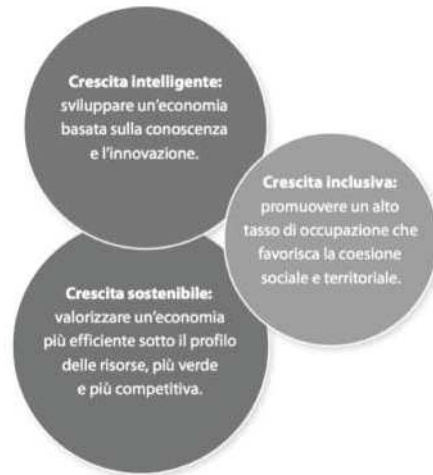 Crescita intelligente:
sviluppare un'economia
basata sulla conoscenza
e l'innovazione.
Crescita inclusiva:
promuovere un alto
tasso di occupazione che
favorisca la coesione
sociale e territoriale.
Crescita sostenibile:
valorizzare un'economia
più efficiente sotto il profilo
delle risorse, più verde
e più competitiva.